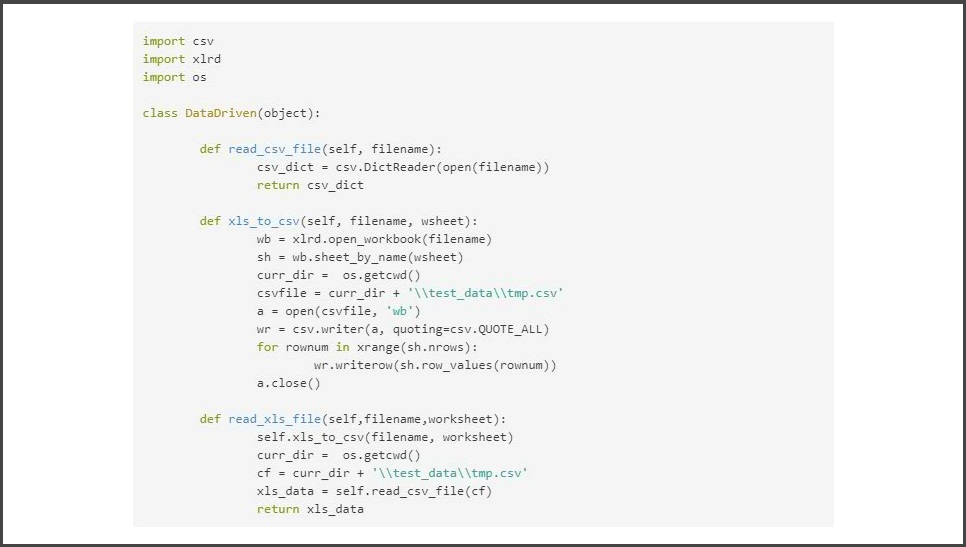 import csv
import xlrd
import os
class DataDriven(object):
def read_csv_file(self, filename):
csv_dict = csv.DictReader(open(filename))
return csv_dict
def xls_to_csv(self, filename, wsheet):
wb = xlrd.open_workbook(filename)
sh = wb.sheet_by_name(wsheet)
curr_dir =  os.getcwd()
csvfile = curr_dir + '\\test_data\\tmp.csv'
a = open(csvfile, 'wb')
wr = csv.writer(a, quoting=csv.QUOTE_ALL)
for rownum in xrange(sh.nrows):
wr.writerow(sh.row_values(rownum))
a.close()
def read_xls_file(self,filename,worksheet):
self.xls_to_csv(filename, worksheet)
curr_dir =  os.getcwd()
cf = curr_dir + '\\test_data\\tmp.csv'
xls_data = self.read_csv_file(cf)
return xls_data